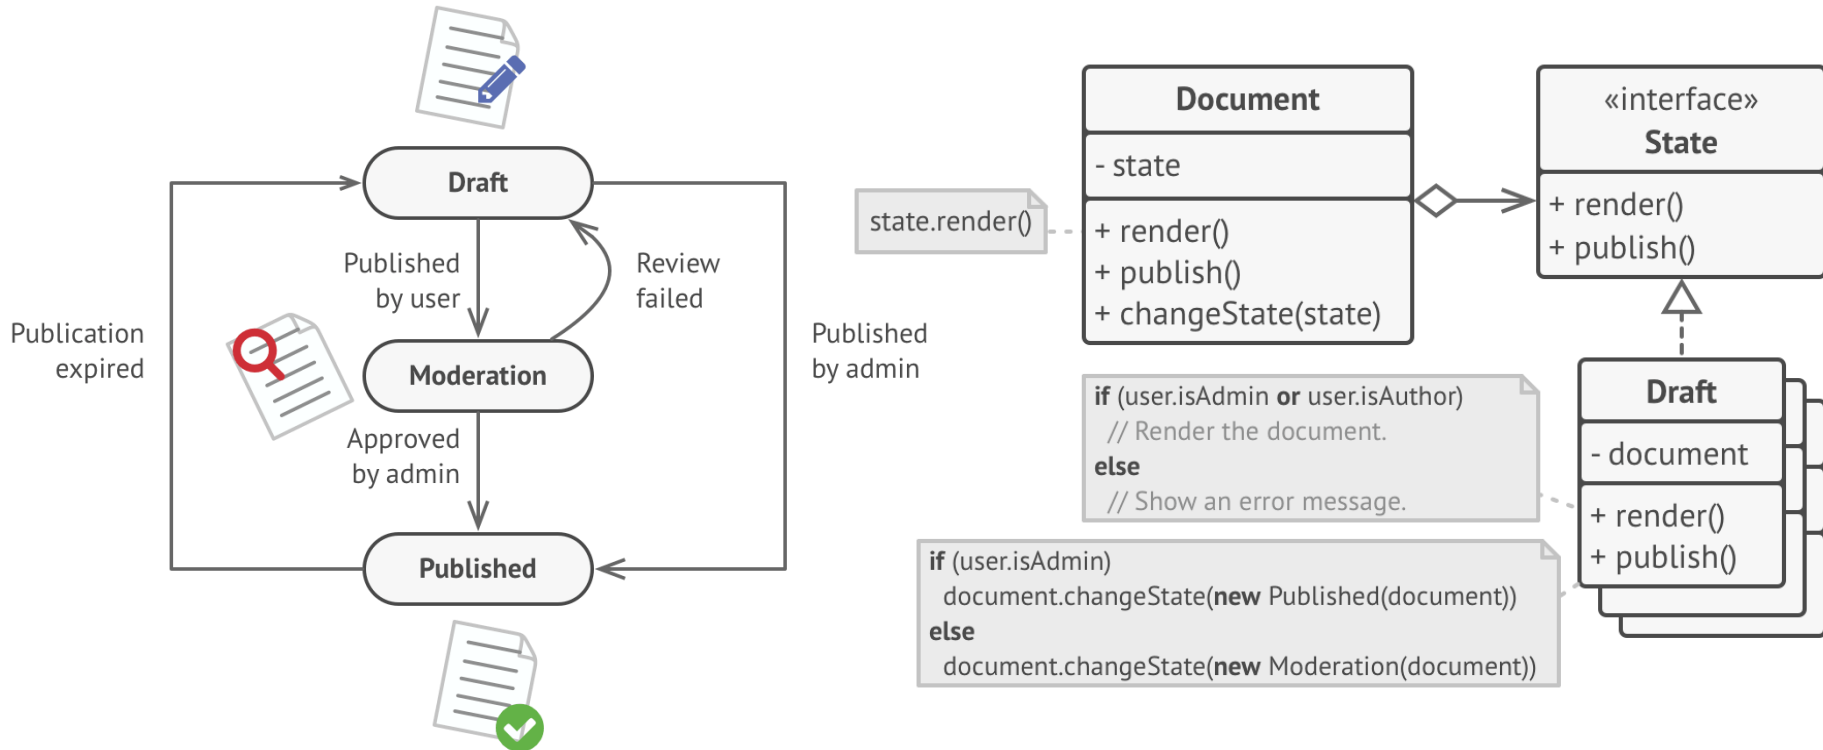 Draft
Published
by user
Review
failed
Publication
expired
Published
by admin
Moderation
Approved
by admin
Published
Document
- state
+ render()
+ publish()
+ changeState(state)
state.render()
«interface»
State
+ render()
+ publish()
Draft
- document
+ render()
+ publish()
if (user.isAdmin or user.isAuthor)
// Render the document.
else
// Show an error message.
if (user.isAdmin)
document.changeState(new Published(document))
else
document.changeState(new Moderation(document))